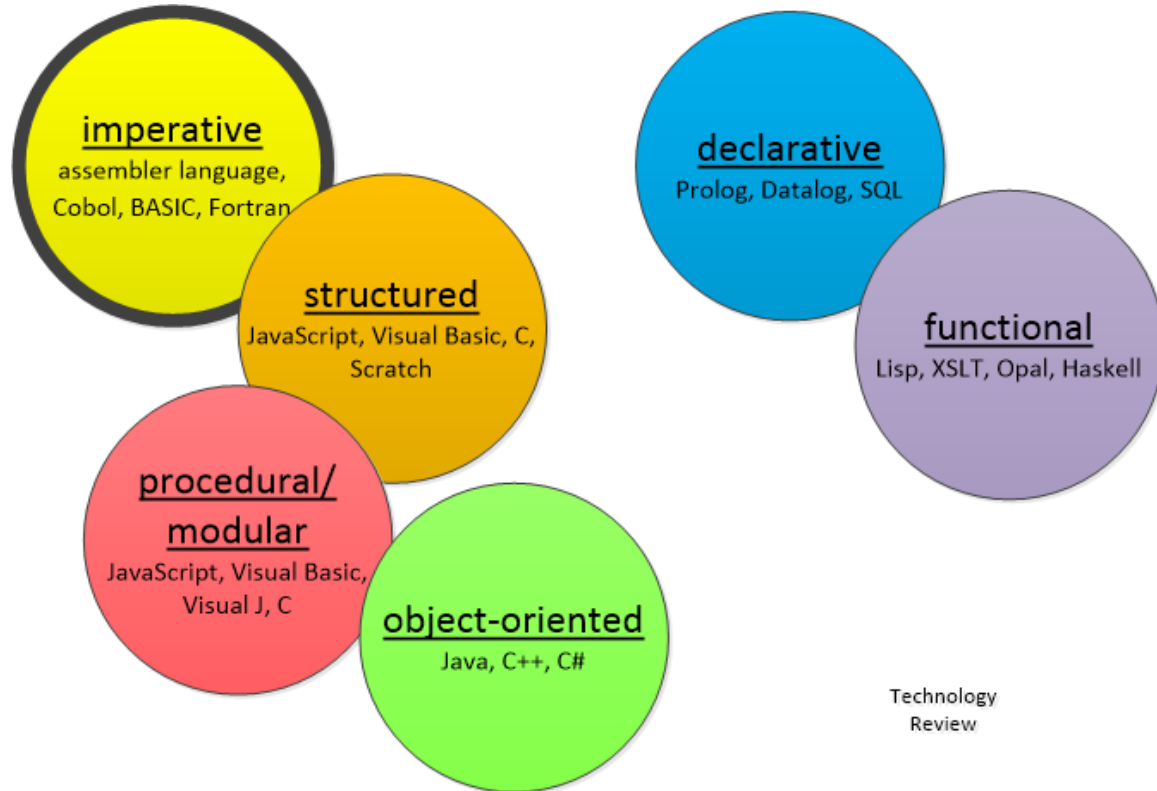 imperative
assembler language,
Cobol, BASIC, Fortran
structured
JavaScript, Visual Basic, C,
Scratch
procedural/
modular
JavaScript, Visual Basic,
Visual J, C
object-oriented
Java, C++, C#
declarative
Prolog, Datalog, SQL
functional
Lisp, XSLT, Opal, Haskell
Technology
Review